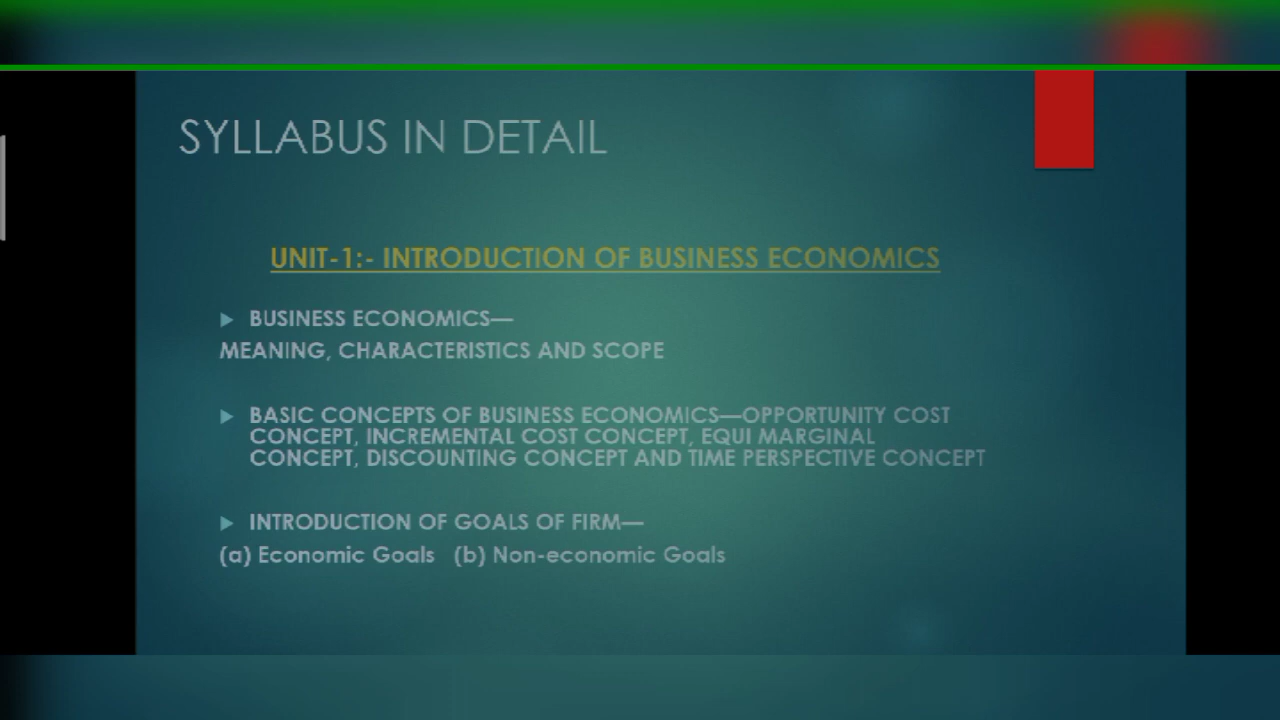 SYLLABUS IN DETAIL
UNIT-1:- INTRODUCTION OF BUSINESS ECONOMICS
BUSINESS ECONOMICS—
MEANING, CHARACTERISTICS AND SCOPE
BASIC CONCEPTS OF BUSINESS ECONOMICS—OPPORTUNITY COST
CONCEPT, INCREMENTAL COST CONCEPT, EQUI MARGINAL
CONCEPT, DISCOUNTING CONCEPT AND TIME PERSPECTIVE CONCEPT
INTRODUCTION OF GOALS OF FIRM—
(a) Economic Goals (b) Non-economic Goals